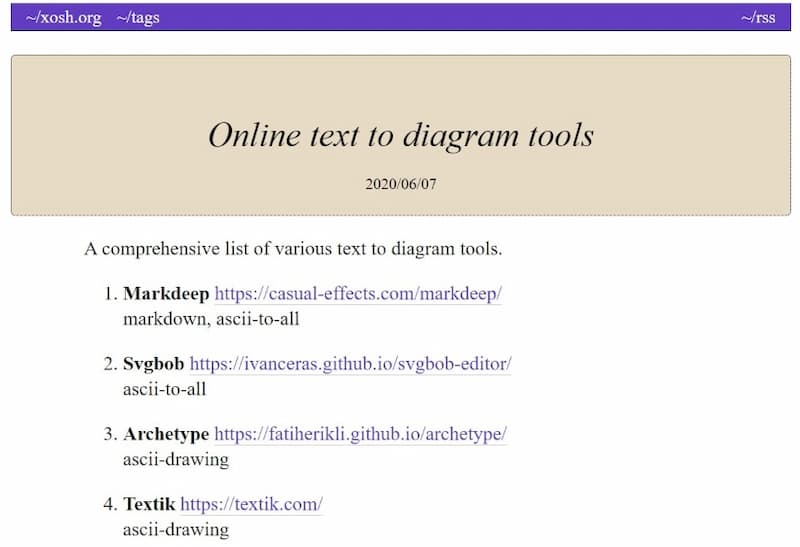 ~/xosh.org ~/tags ~/rss
Online text to diagram tools
2020/06/07
A comprehensive list of various text to diagram tools.
1. Markdeep https://casual-effects.com/markdeep/
markdown, ascii-to-all
2. Svgbob https://ivanceras.github.io/svgbob-editor/
ascii-to-all
3. Archetype https://fatiherikli.github.io/archetype/
ascii-drawing
4. Textik https://textik.com/
ascii-drawing